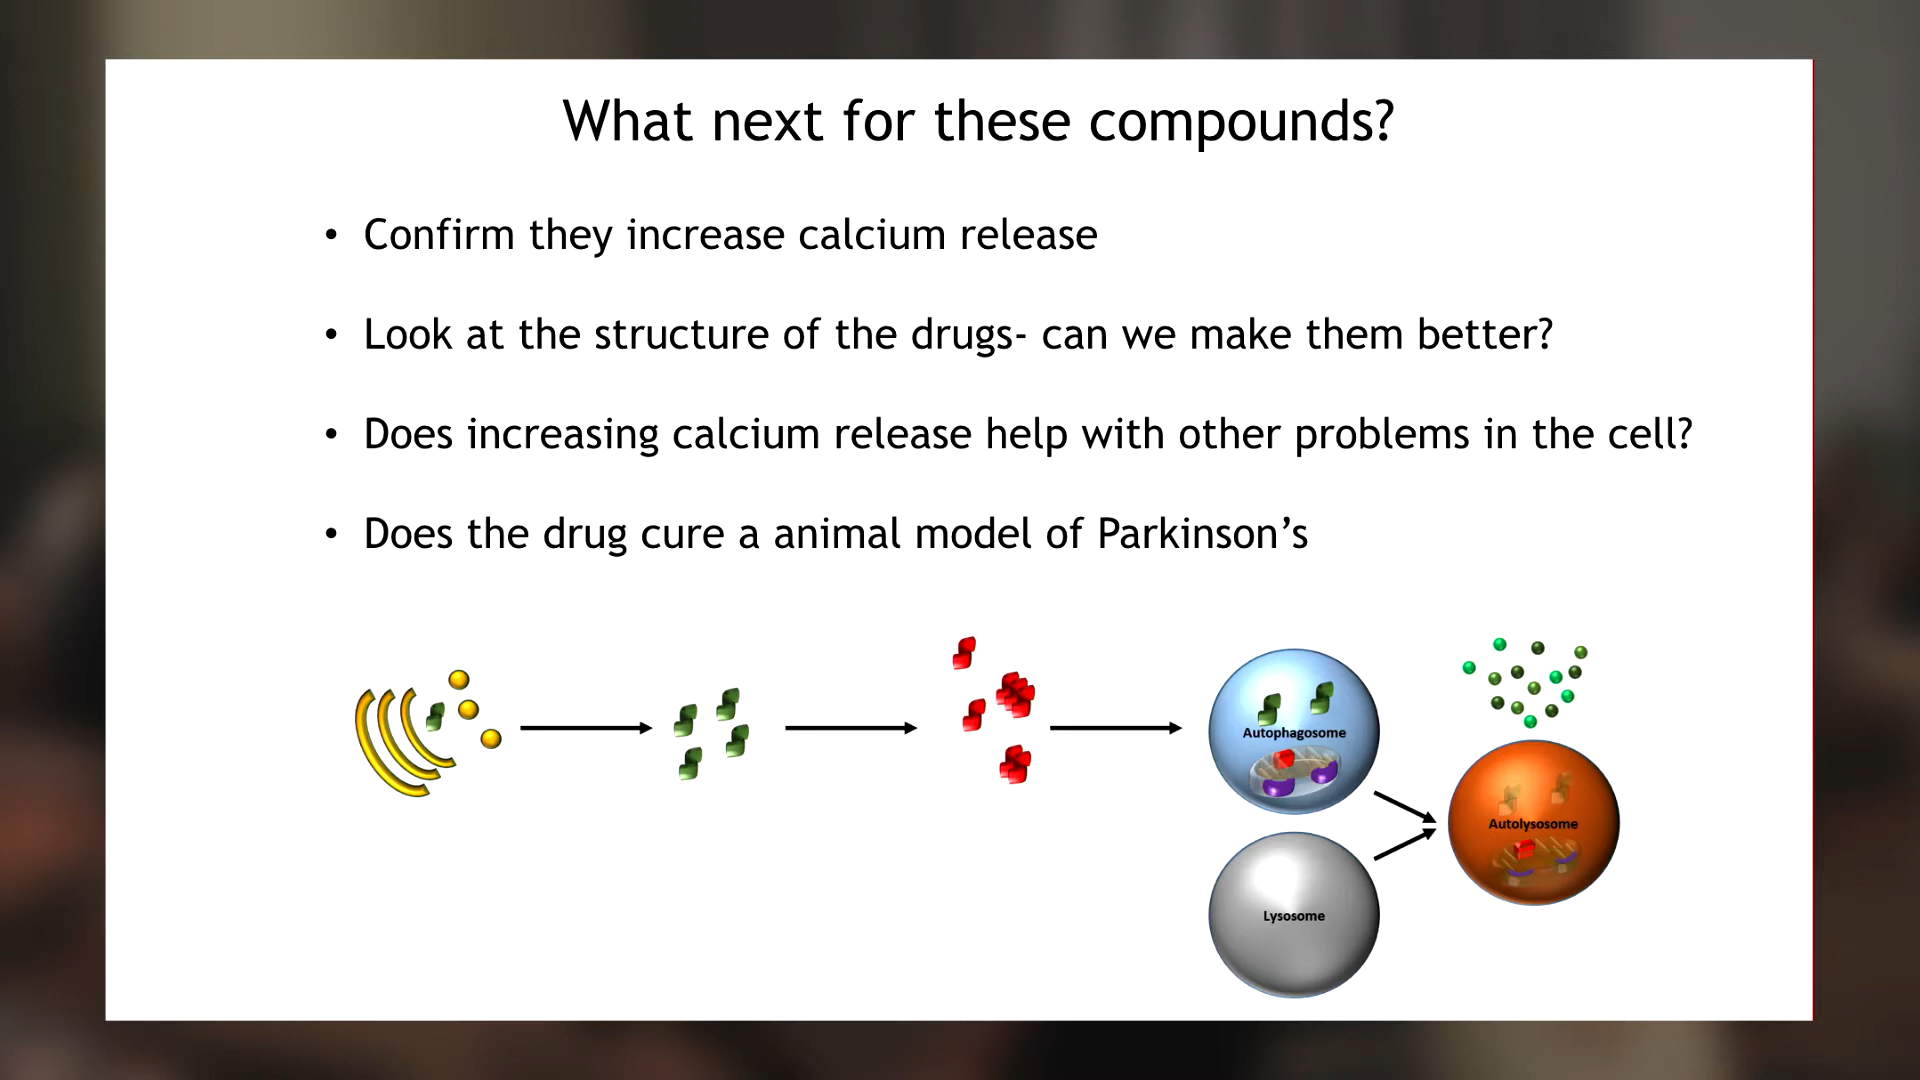 What next for these compounds?
• Confirm they increase calcium release
• Look at the structure of the drugs- can we make them better?
• Does increasing calcium release help with other problems in the cell?
• Does the drug cure a animal model of Parkinson’s
Autophagosome
Autolysosome
Lysosome